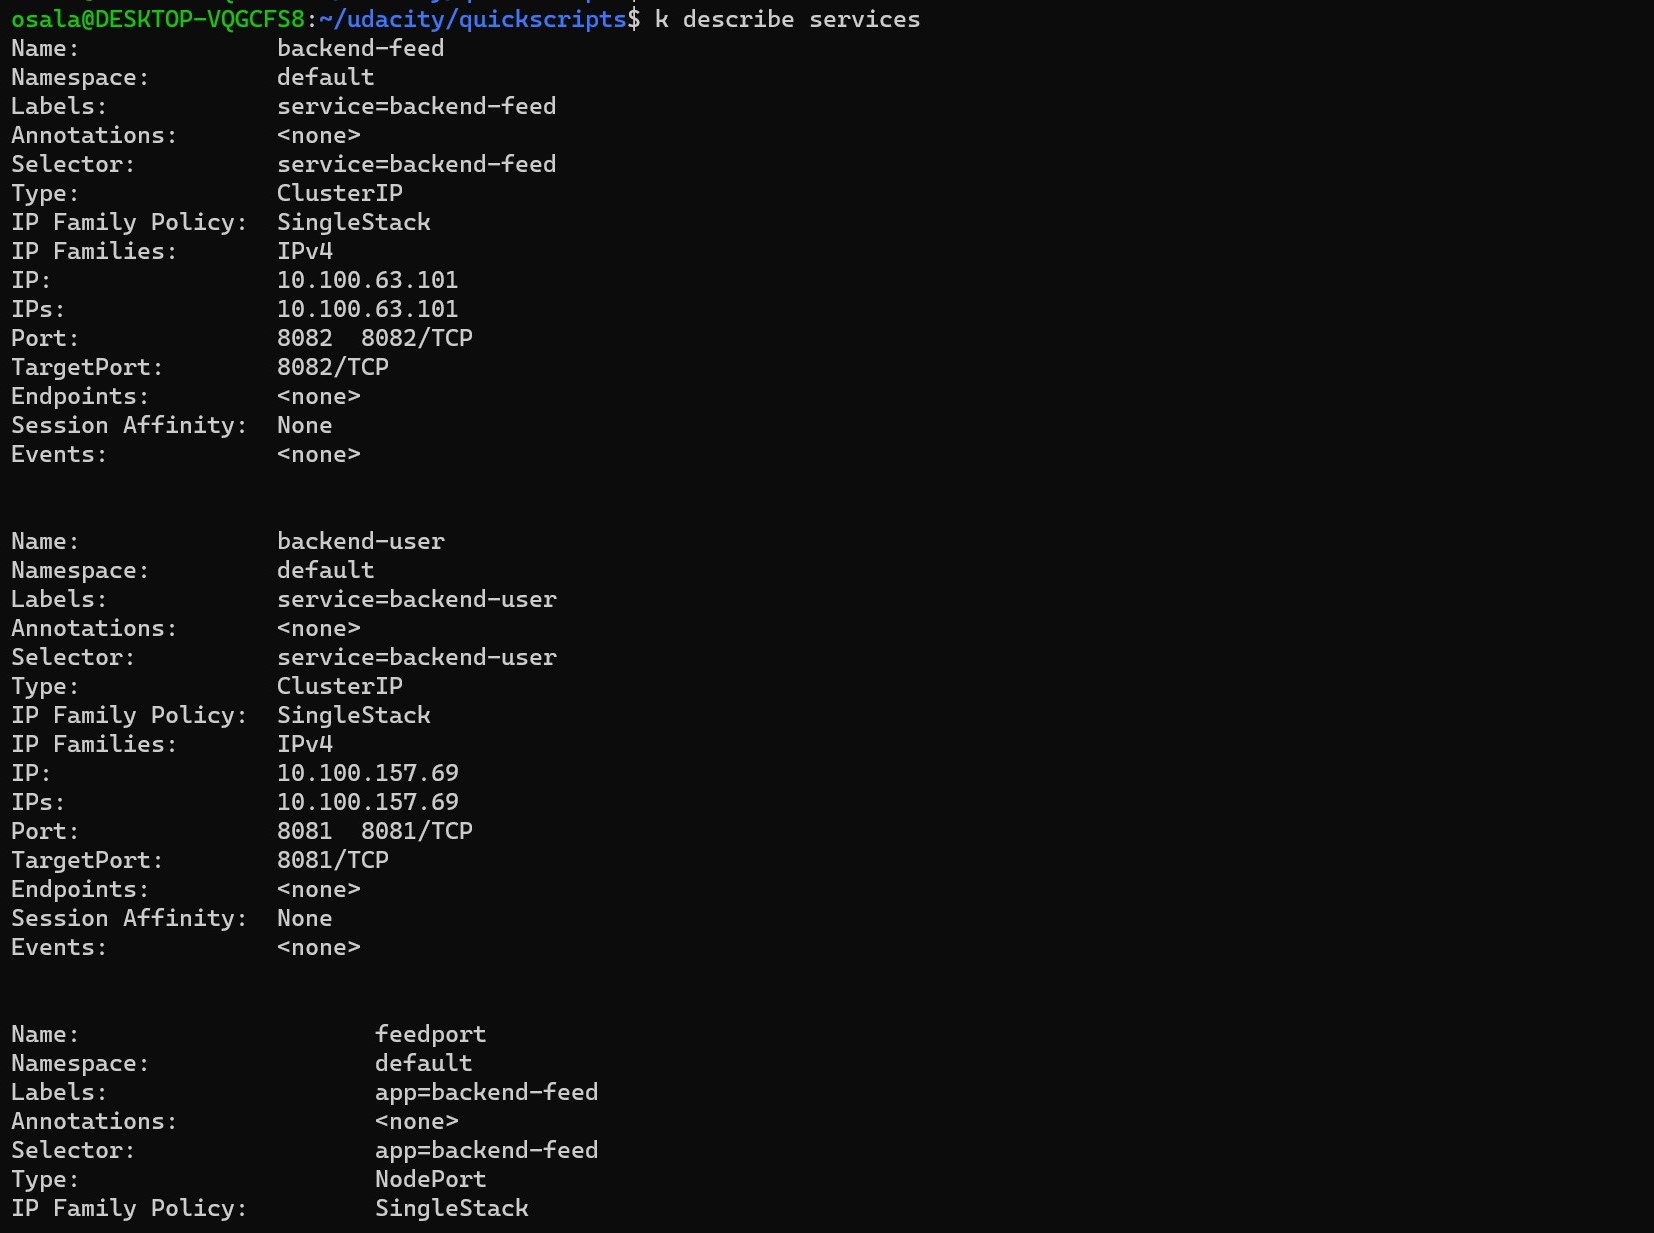 osala@DESKTOP-VQGCFS8:~/udacity/quickscripts$ k describe services
Name:              backend-feed
Namespace:         default
Labels:            service=backend-feed
Annotations:       <none>
Selector:          service=backend-feed
Type:              ClusterIP
IP Family Policy:  SingleStack
IP Families:       IPv4
IP:                10.100.63.101
IPs:               10.100.63.101
Port:              8082  8082/TCP
TargetPort:        8082/TCP
Endpoints:         <none>
Session Affinity:  None
Events:            <none>
Name:              backend-user
Namespace:         default
Labels:            service=backend-user
Annotations:       <none>
Selector:          service=backend-user
Type:              ClusterIP
IP Family Policy:  SingleStack
IP Families:       IPv4
IP:                10.100.157.69
IPs:               10.100.157.69
Port:              8081  8081/TCP
TargetPort:        8081/TCP
Endpoints:         <none>
Session Affinity:  None
Events:            <none>
Name:                     feedport
Namespace:                default
Labels:                   app=backend-feed
Annotations:              <none>
Selector:                 app=backend-feed
Type:                     NodePort
IP Family Policy:         SingleStack